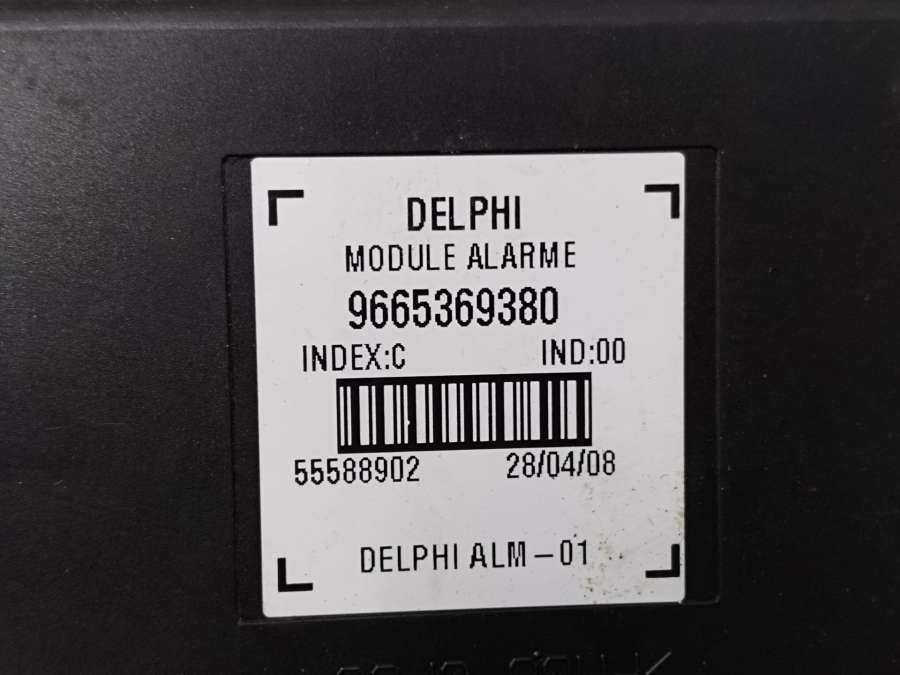 DELPHI
MODULE ALARME
9665369380
INDEX:C IND:00
55588902 28/04/08
DELPHI ALM-01